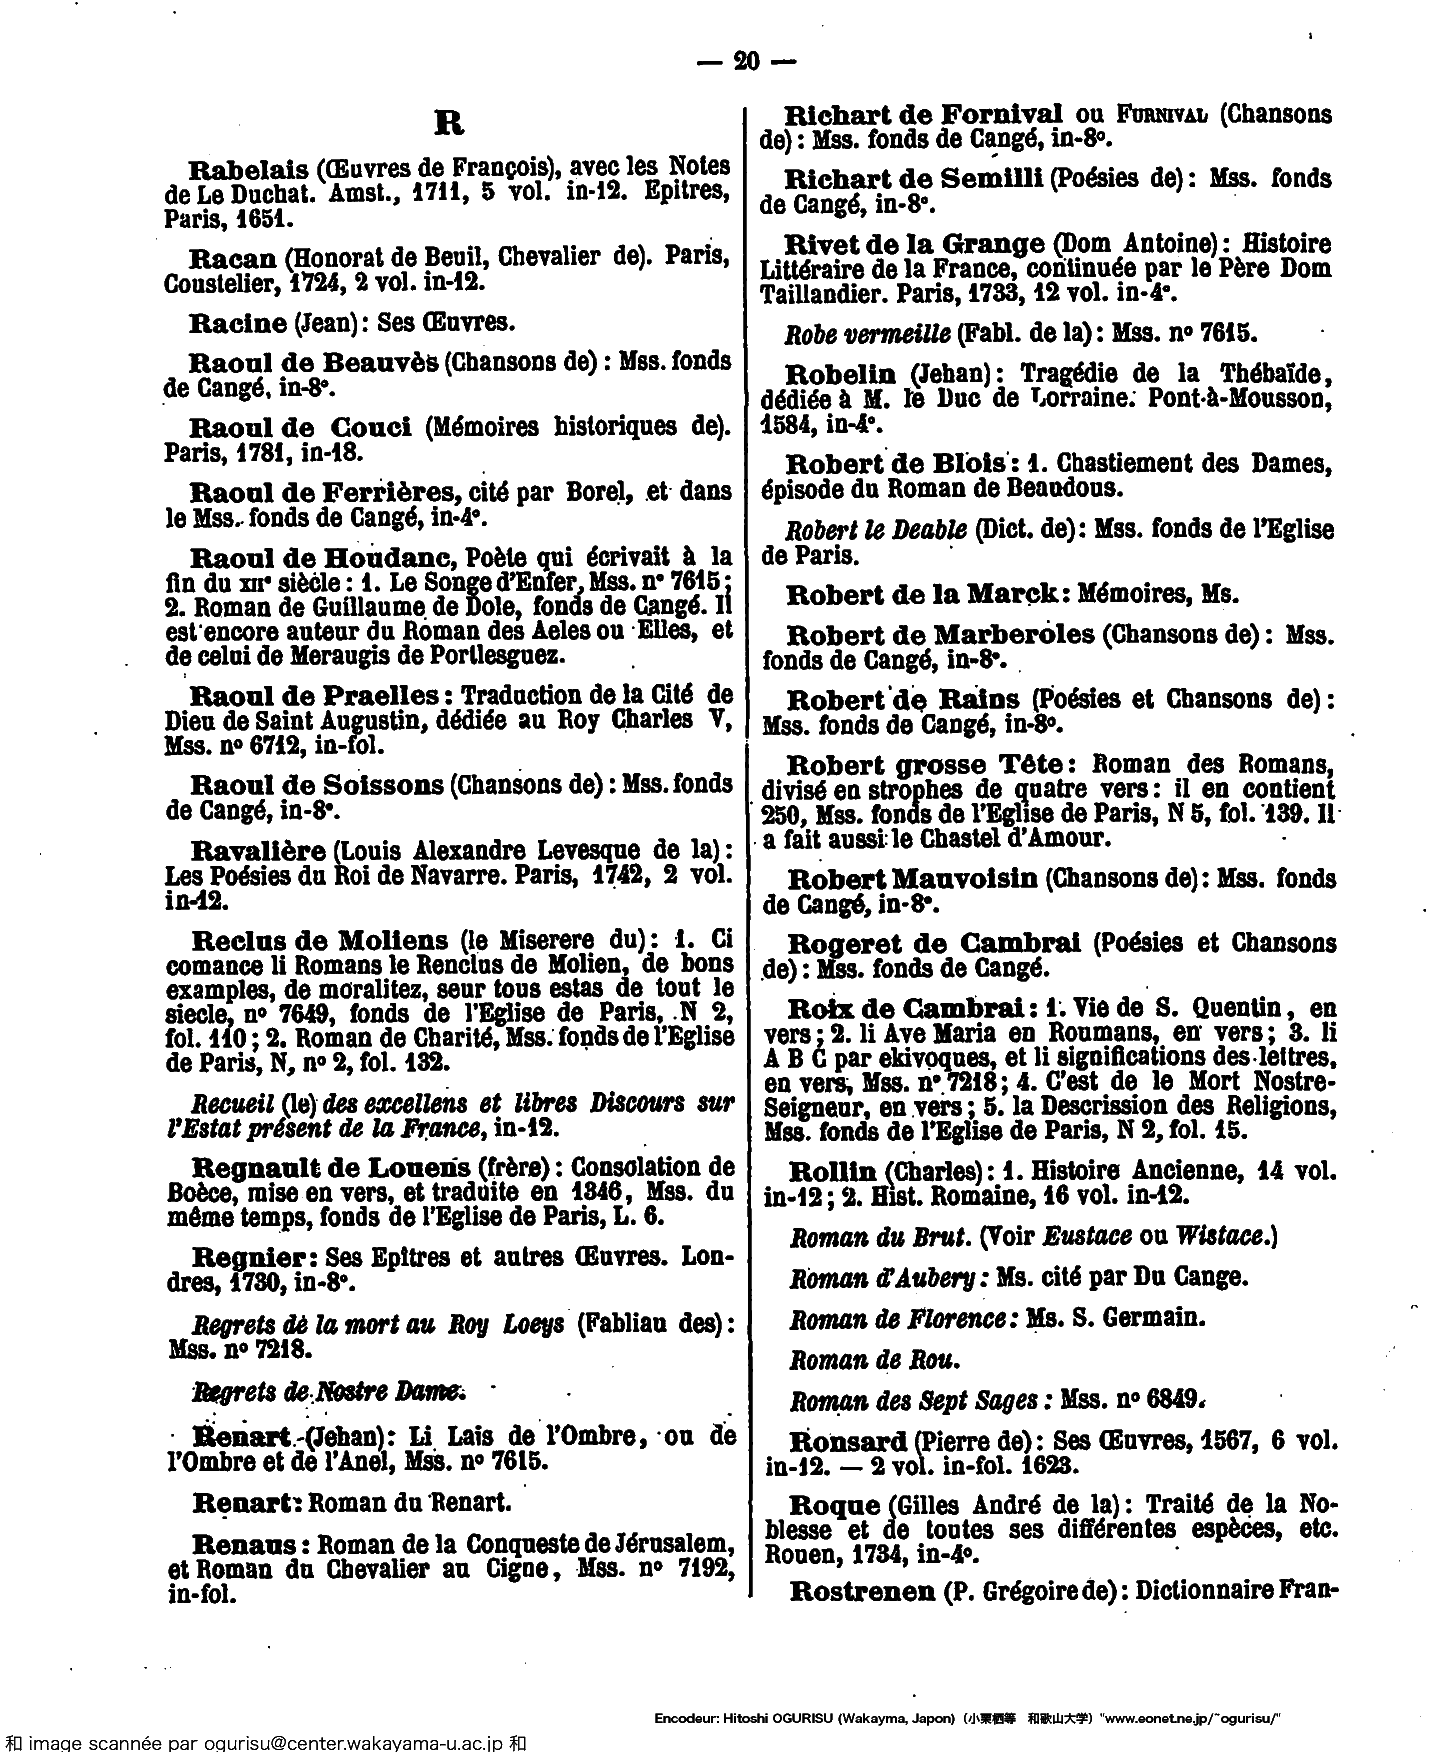 — 20 —
R
Rabelais (Œuvres de François), avec les Notes
de Le Duchat. Amst., 1711, 5 vol. in-12. Epitres,
Paris, 1651.
Racan (Honorat de Beuil, Chevalier de). Paris,
Coustelier, 1724, 2 vol. in-12.
Racine (Jean): Ses Œuvres.
Raoul de Beauvès (Chansons de) : Mss. fonds
de Cangé, in-8º.
Raoul de Couci (Mémoires historiques de).
Paris, 1781, in-18.
Raoul de Ferrières, cité par Borel, et dans
le Mss. fonds de Cangé, in-4º.
Raoul de Houdanc, Poète qui écrivait à la
fin du XIIe siècle : 1. Le Songe d'Enfer, Mss. nº 7615 ;
2. Roman de Guillaume de Dole, fonds de Cangé. Il
est encore auteur du Roman des Aeles ou Elles, et
de celui de Meraugis de Portlesguez.
Raoul de Praelles : Traduction de la Cité de
Dieu de Saint Augustin, dédiée au Roy Charles V,
Mss. nº 6712, in-fol.
Raoul de Soissons (Chansons de) : Mss. fonds
de Cangé, in-8º.
Ravalière (Louis Alexandre Levesque de la) :
Les Poésies du Roi de Navarre. Paris, 1742, 2 vol.
in-12.
Reclus de Moliens (le Miserere du) : 1. Ci
comance li Romans le Renclus de Molien, de bons
examples, de moralitez, seur tous estas de tout le
siecle, nº 7649, fonds de l'Eglise de Paris, N 2,
fol. 110 ; 2. Roman de Charité, Mss. fonds de l'Eglise
de Paris, N, nº 2, fol. 132.
Recueil (le) des excellens et libres Discours sur
l'Estat présent de la France, in-12.
Regnault de Louens (frère) : Consolation de
Boèce, mise en vers, et traduite en 1346, Mss. du
même temps, fonds de l'Eglise de Paris, L. 6.
Regnier : Ses Epitres et autres Œuvres. Lon-
dres, 1730, in-8º.
Regrets de la mort au Roy Loeys (Fabliau des) :
Mss. nº 7218.
Regrets de Nostre Dame.
Renart (Jehan) : Li Lais de l'Ombre, ou de
l'Ombre et de l'Anel, Mss. nº 7615.
Renart : Roman du Renart.
Renaus : Roman de la Conqueste de Jérusalem,
et Roman du Chevalier au Cigne, Mss. nº 7192,
in-fol.
Richart de Fornival ou FURNIVAL (Chansons
de) : Mss. fonds de Cangé, in-8º.
Richart de Semilli (Poésies de) : Mss. fonds
de Cangé, in-8º.
Rivet de la Grange (Dom Antoine) : Histoire
Littéraire de la France, continuée par le Père Dom
Taillandier. Paris, 1733, 12 vol. in-4º.
Robe vermeille (Fabl. de la) : Mss. nº 7615.
Robelin (Jehan) : Tragédie de la Thébaïde,
dédiée à M. le Duc de Lorraine. Pont-à-Mousson,
1584, in-4º.
Robert de Blois : 1. Chastiement des Dames,
épisode du Roman de Beaudous.
Robert le Deable (Dict. de) : Mss. fonds de l'Eglise
de Paris.
Robert de la Marck : Mémoires, Ms.
Robert de Marberoles (Chansons de) : Mss.
fonds de Cangé, in-8º.
Robert de Rains (Poésies et Chansons de) :
Mss. fonds de Cangé, in-8º.
Robert grosse Tête : Roman des Romans,
divisé en strophes de quatre vers : il en contient
250, Mss. fonds de l'Eglise de Paris, N 5, fol. 139. Il
a fait aussi le Chastel d'Amour.
Robert Mauvoisin (Chansons de) : Mss. fonds
de Cangé, in-8º.
Rogeret de Cambrai (Poésies et Chansons
de) : Mss. fonds de Cangé.
Roix de Cambrai : 1. Vie de S. Quentin, en
vers ; 2. li Ave Maria en Roumans, en vers ; 3. li
A B C par ekivoques, et li significations des lettres,
en vers, Mss. nº 7218 ; 4. C'est de le Mort Nostre-
Seigneur, en vers ; 5. la Descrission des Religions,
Mss. fonds de l'Eglise de Paris, N 2, fol. 15.
Rollin (Charles) : 1. Histoire Ancienne, 14 vol.
in-12 ; 2. Hist. Romaine, 16 vol. in-12.
Roman du Brut. (Voir Eustace ou Wistace.)
Roman d'Aubery : Ms. cité par Du Cange.
Roman de Florence : Ms. S. Germain.
Roman de Rou.
Roman des Sept Sages : Mss. nº 6849.
Ronsard (Pierre de) : Ses Œuvres, 1567, 6 vol.
in-12. — 2 vol. in-fol. 1623.
Roque (Gilles André de la) : Traité de la No-
blesse et de toutes ses différentes espèces, etc.
Rouen, 1734, in-4º.
Rostrenen (P. Grégoire de) : Dictionnaire Fran-
Encodeur: Hitoshi OGURISU (Wakayma, Japon) (小栗栖等 和歌山大学) "www.eonet.ne.jp/~ogurisu/"
和 image scannée par ogurisu@center.wakayama-u.ac.jp 和